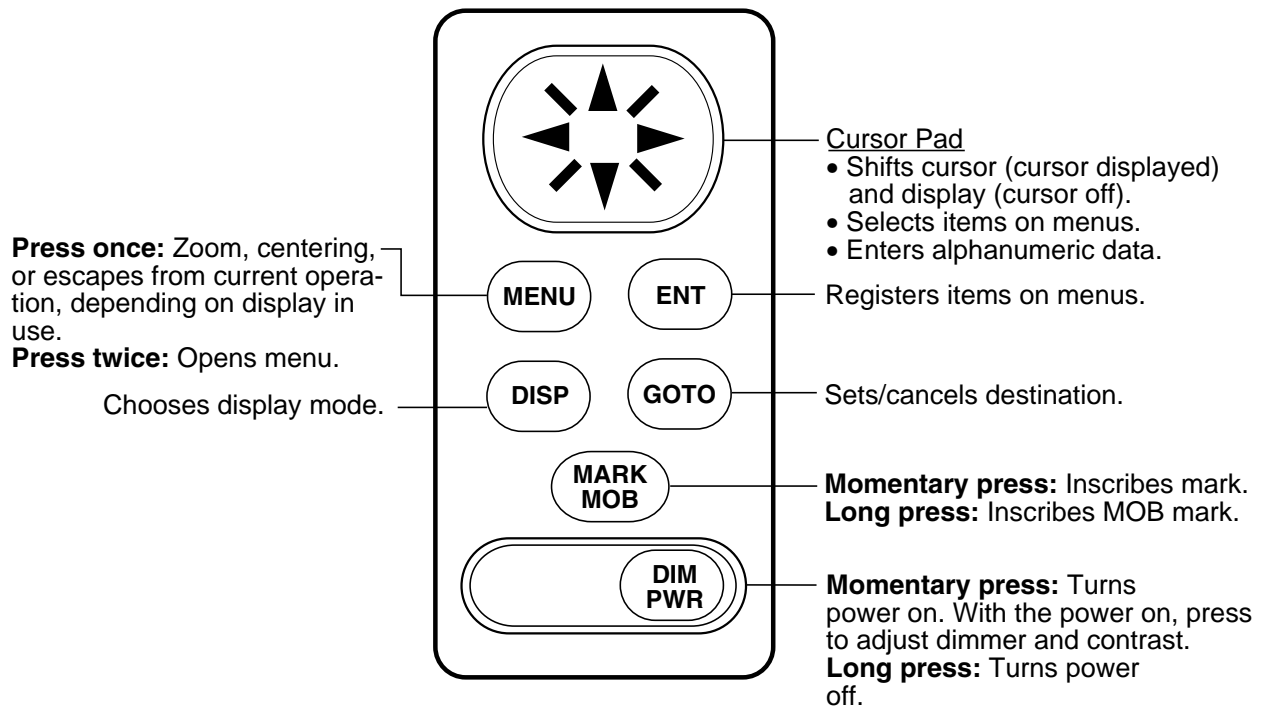 Cursor Pad
• Shifts cursor (cursor displayed)
and display (cursor off).
• Selects items on menus.
• Enters alphanumeric data.
Press once: Zoom, centering,
or escapes from current opera-
tion, depending on display in
use.
Press twice: Opens menu.
MENU
ENT
Registers items on menus.
Chooses display mode.
DISP
GOTO
Sets/cancels destination.
MARK
MOB
Momentary press: Inscribes mark.
Long press: Inscribes MOB mark.
DIM
PWR
Momentary press: Turns
power on. With the power on, press
to adjust dimmer and contrast.
Long press: Turns power
off.